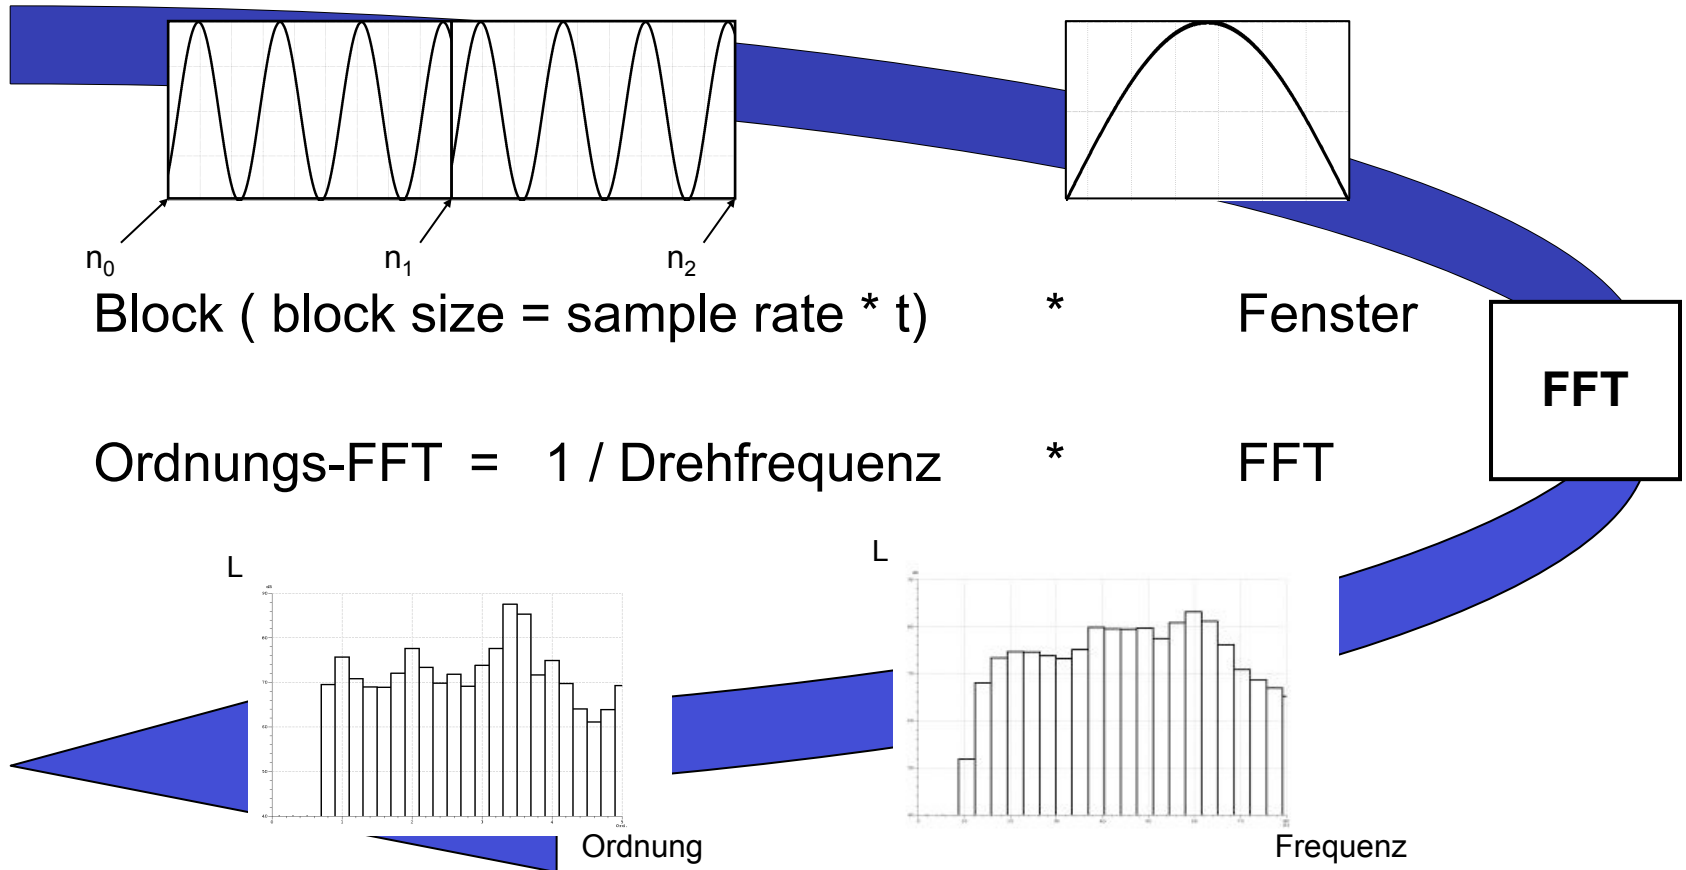 n0 n1 n2
Block ( block size = sample rate * t) * Fenster
FFT
Ordnungs-FFT = 1 / Drehfrequenz * FFT
L
L
Ordnung
Frequenz